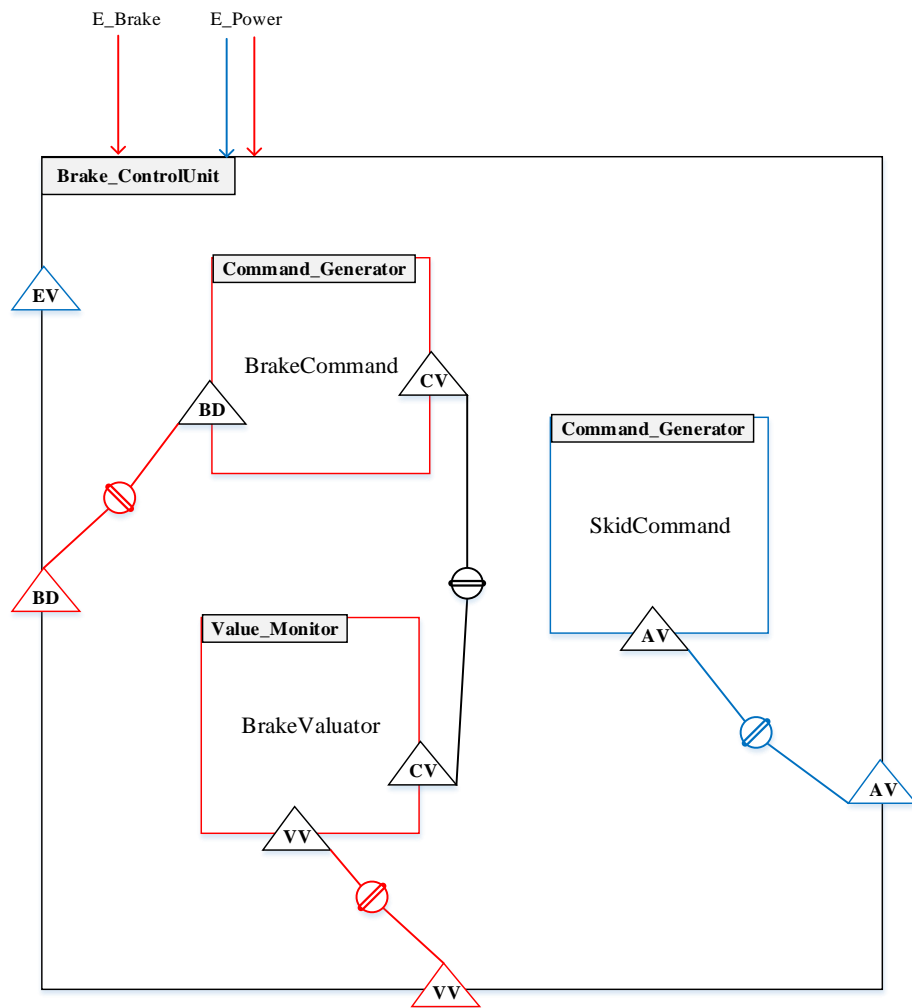 E_Brake
E_Power
Brake_ControlUnit
Command_Generator
EV
BrakeCommand
CV
BD
Command_Generator
SkidCommand
BD
Value_Monitor
AV
BrakeValuator
CV
AV
VV
VV